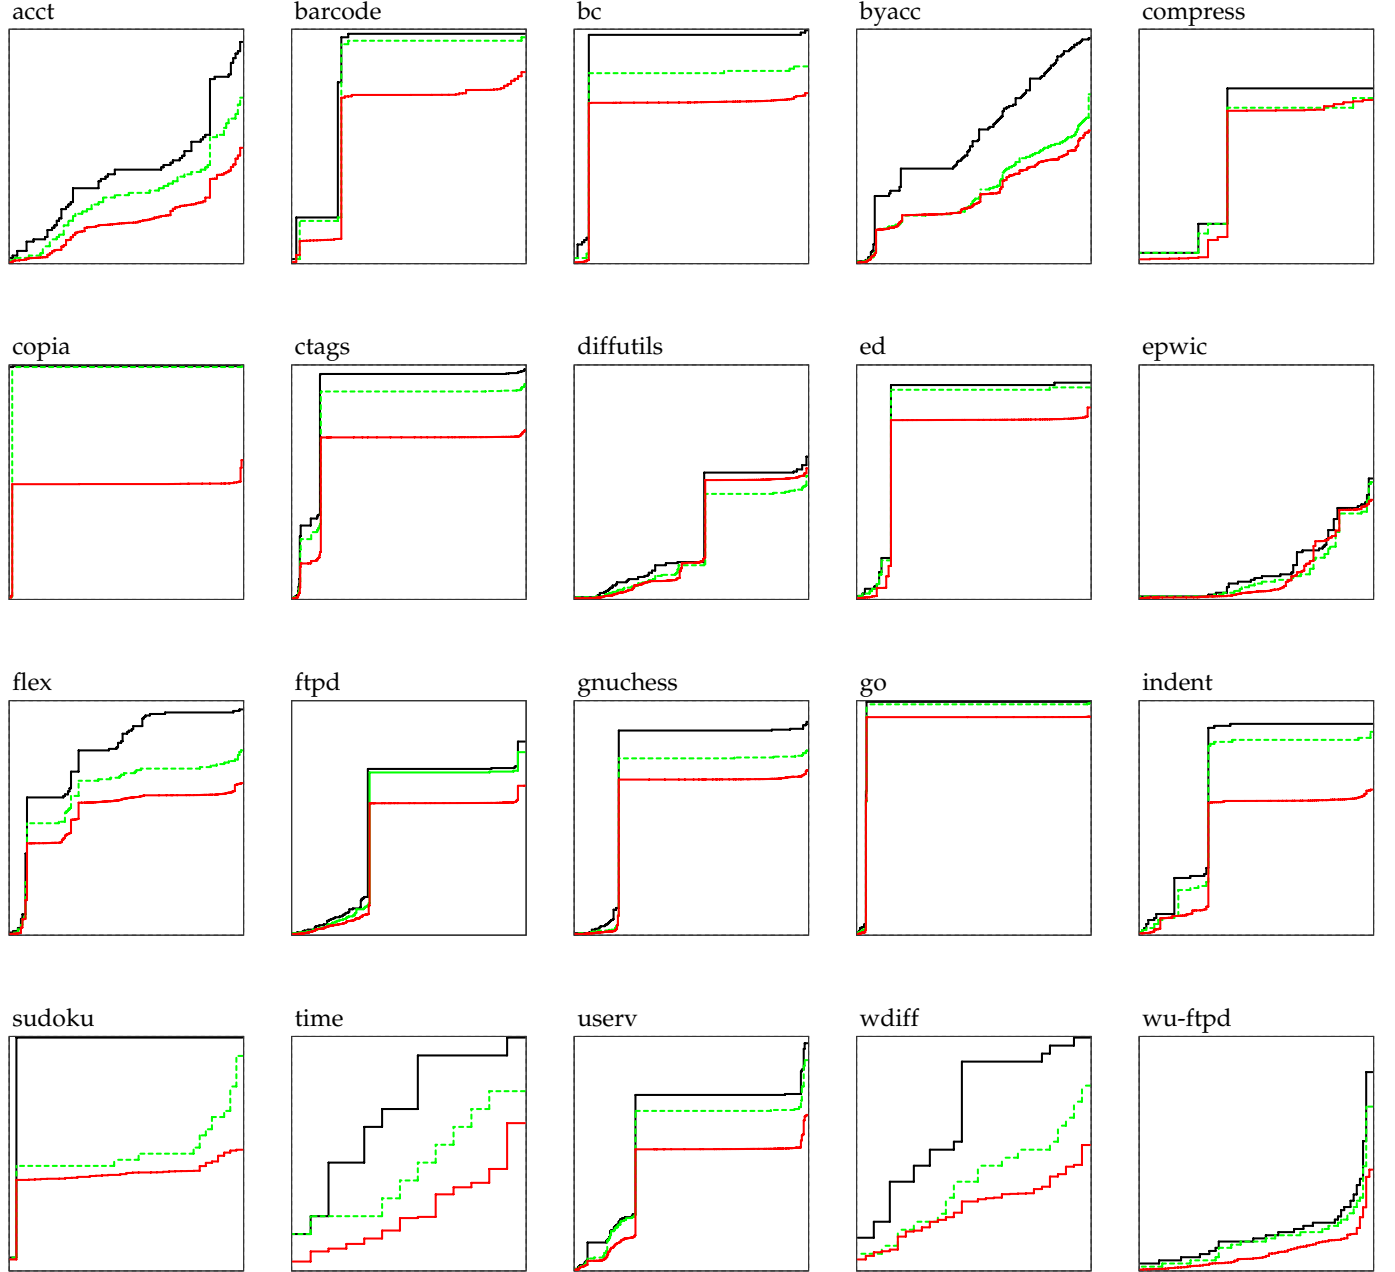 acct barcode bc byacc compress
copia ctags diffutils ed epwic
flex ftpd gnuchess go indent
sudoku time userv wdiff wu-ftpd